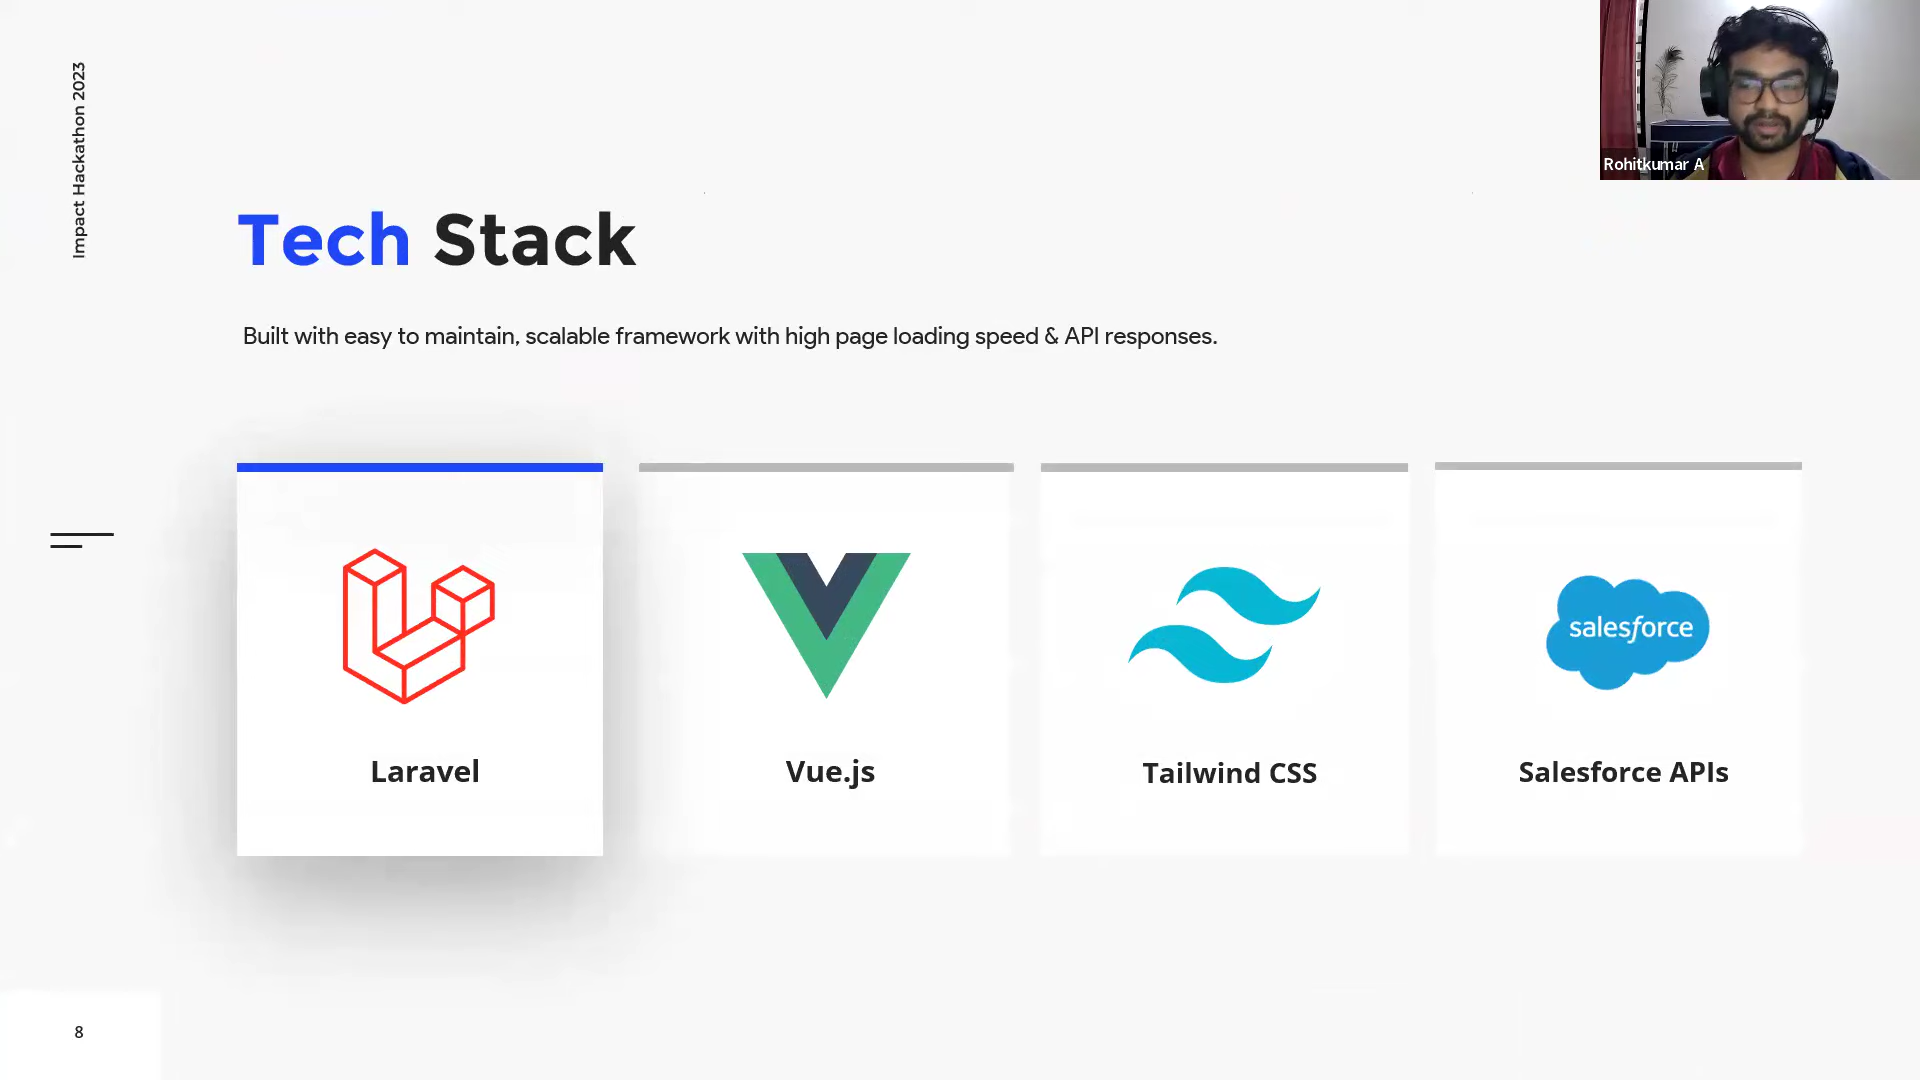 Impact Hackathon 2023
Rohitkumar A
Tech Stack
Built with easy to maintain, scalable framework with high page loading speed & API responses.
salesforce
Laravel
Vue.js
Tailwind CSS
Salesforce APIs
8